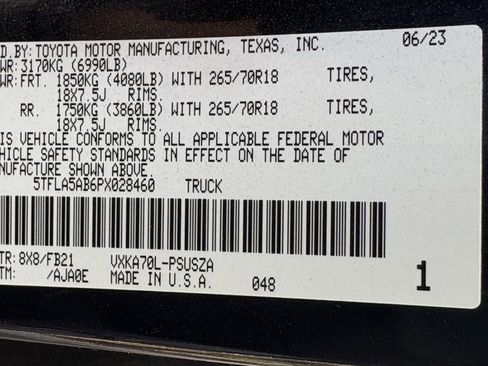 D.BY: TOYOTA MOTOR MANUFACTURING, TEXAS, INC. 06/23
WR: 3170KG (6990LB)
WR: FRT. 1850KG (4080LB) WITH 265/70R18 TIRES,
18X7.5J RIMS.
RR. 1750KG (3860LB) WITH 265/70R18 TIRES,
18X7.5J RIMS.
IS VEHICLE CONFORMS TO ALL APPLICABLE FEDERAL MOTOR
HICLE SAFETY STANDARDS IN EFFECT ON THE DATE OF
NUFACTURE SHOWN ABOVE.
5TFLA5AB6PX028460 TRUCK
TR: 8X8/FB21 VXKA70L-PSUSZA
TM: /AJA0E MADE IN U.S.A. 048 1